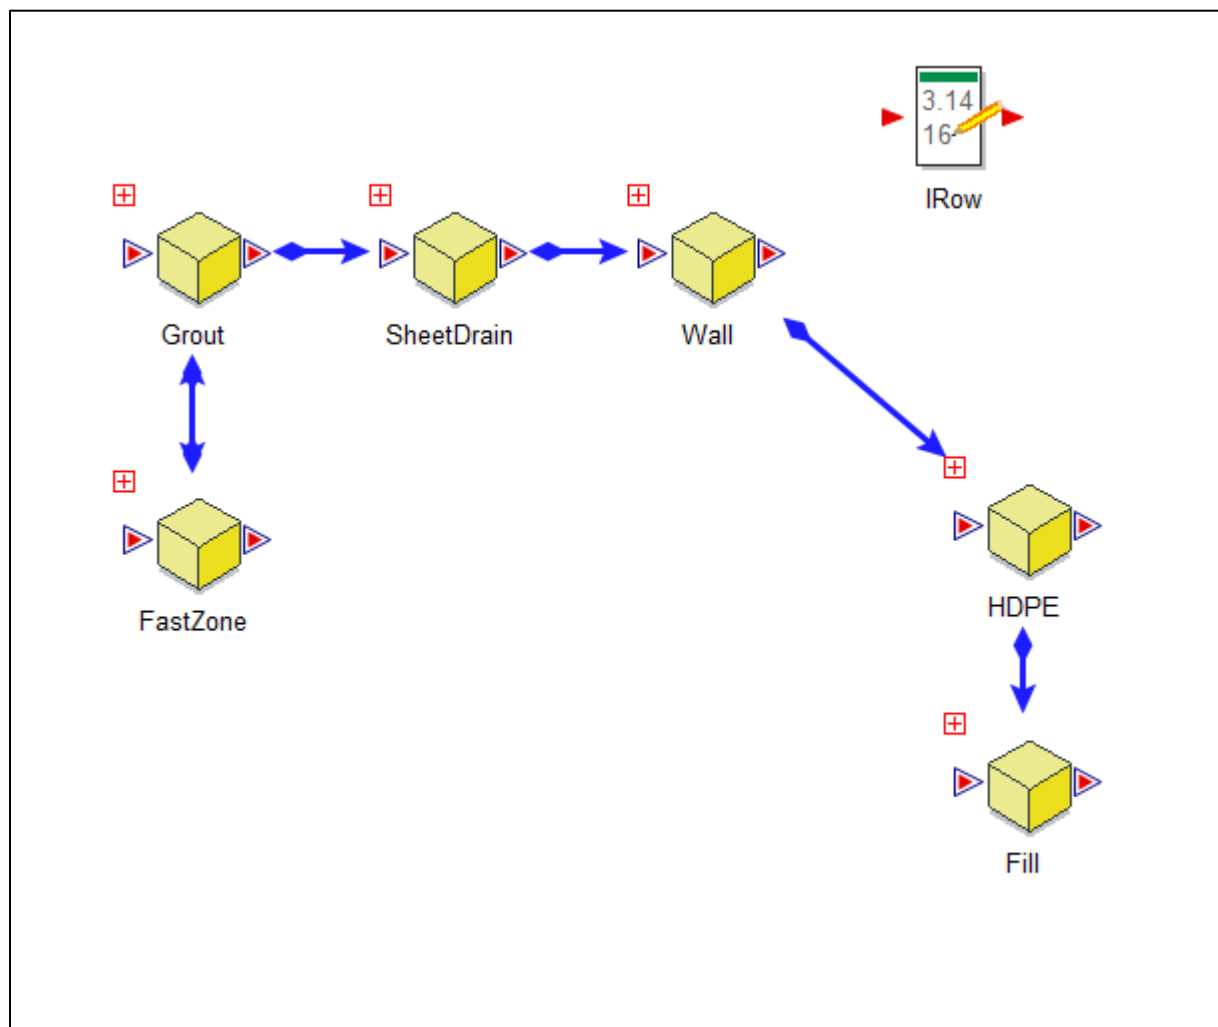 3.14
16
IRow
Grout
SheetDrain
Wall
FastZone
HDPE
Fill